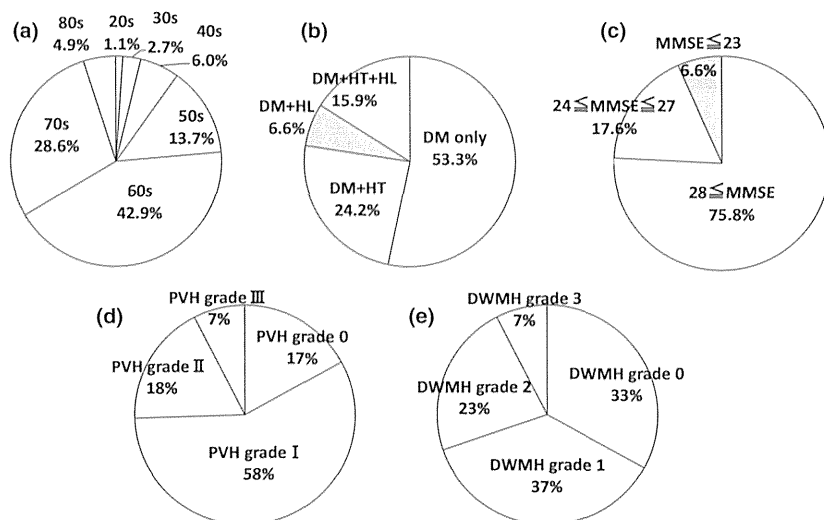 (a)
20s
1.1%
30s
2.7%
40s
6.0%
50s
13.7%
60s
42.9%
70s
28.6%
80s
4.9%
(b)
DM only
53.3%
DM+HT
24.2%
DM+HL
6.6%
DM+HT+HL
15.9%
(c)
MMSE≦23
6.6%
24≦MMSE≦27
17.6%
28≦MMSE
75.8%
(d)
PVH grade Ⅲ
7%
PVH grade 0
17%
PVH grade Ⅱ
18%
PVH grade Ⅰ
58%
(e)
DWMH grade 3
7%
DWMH grade 0
33%
DWMH grade 2
23%
DWMH grade 1
37%